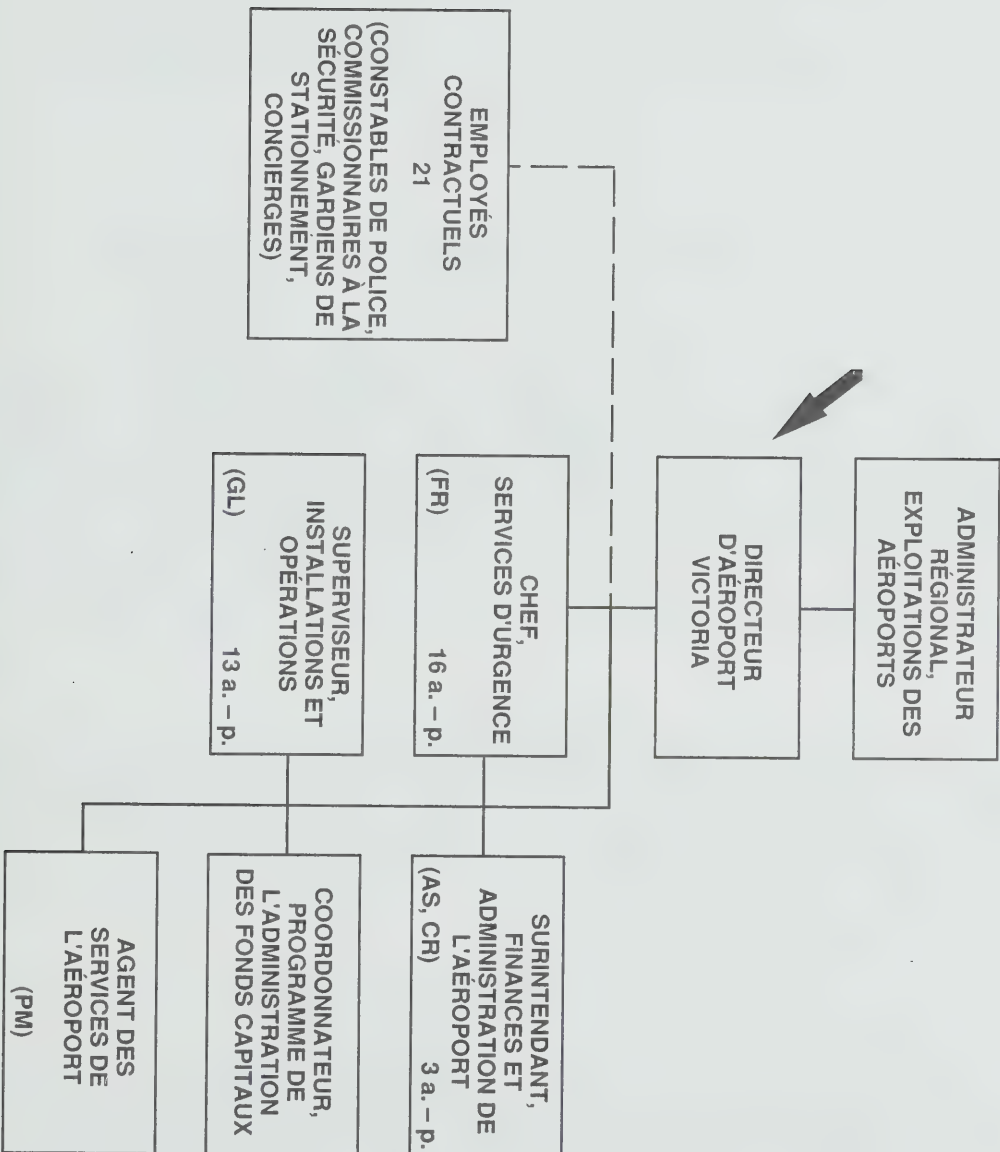 ADMINISTRATEUR
RÉGIONAL,
EXPLOITATIONS DES
AÉROPORTS
DIRECTEUR
D'AÉROPORT
VICTORIA
EMPLOYÉS
CONTRACTUELS
21
(CONSTABLES DE POLICE,
COMMISSIONNAIRES À LA
SÉCURITÉ, GARDIENS DE
STATIONNEMENT,
CONCIERGES)
CHEF,
SERVICES D'URGENCE
(FR) 16 a. – p.
SURINTENDANT,
FINANCES ET
ADMINISTRATION DE
L'AÉROPORT
(AS, CR) 3 a. – p.
SUPERVISEUR,
INSTALLATIONS ET
OPÉRATIONS
(GL) 13 a. – p.
COORDONNATEUR,
PROGRAMME DE
L'ADMINISTRATION
DES FONDS CAPITAUX
AGENT DES
SERVICES DE
L'AÉROPORT
(PM)